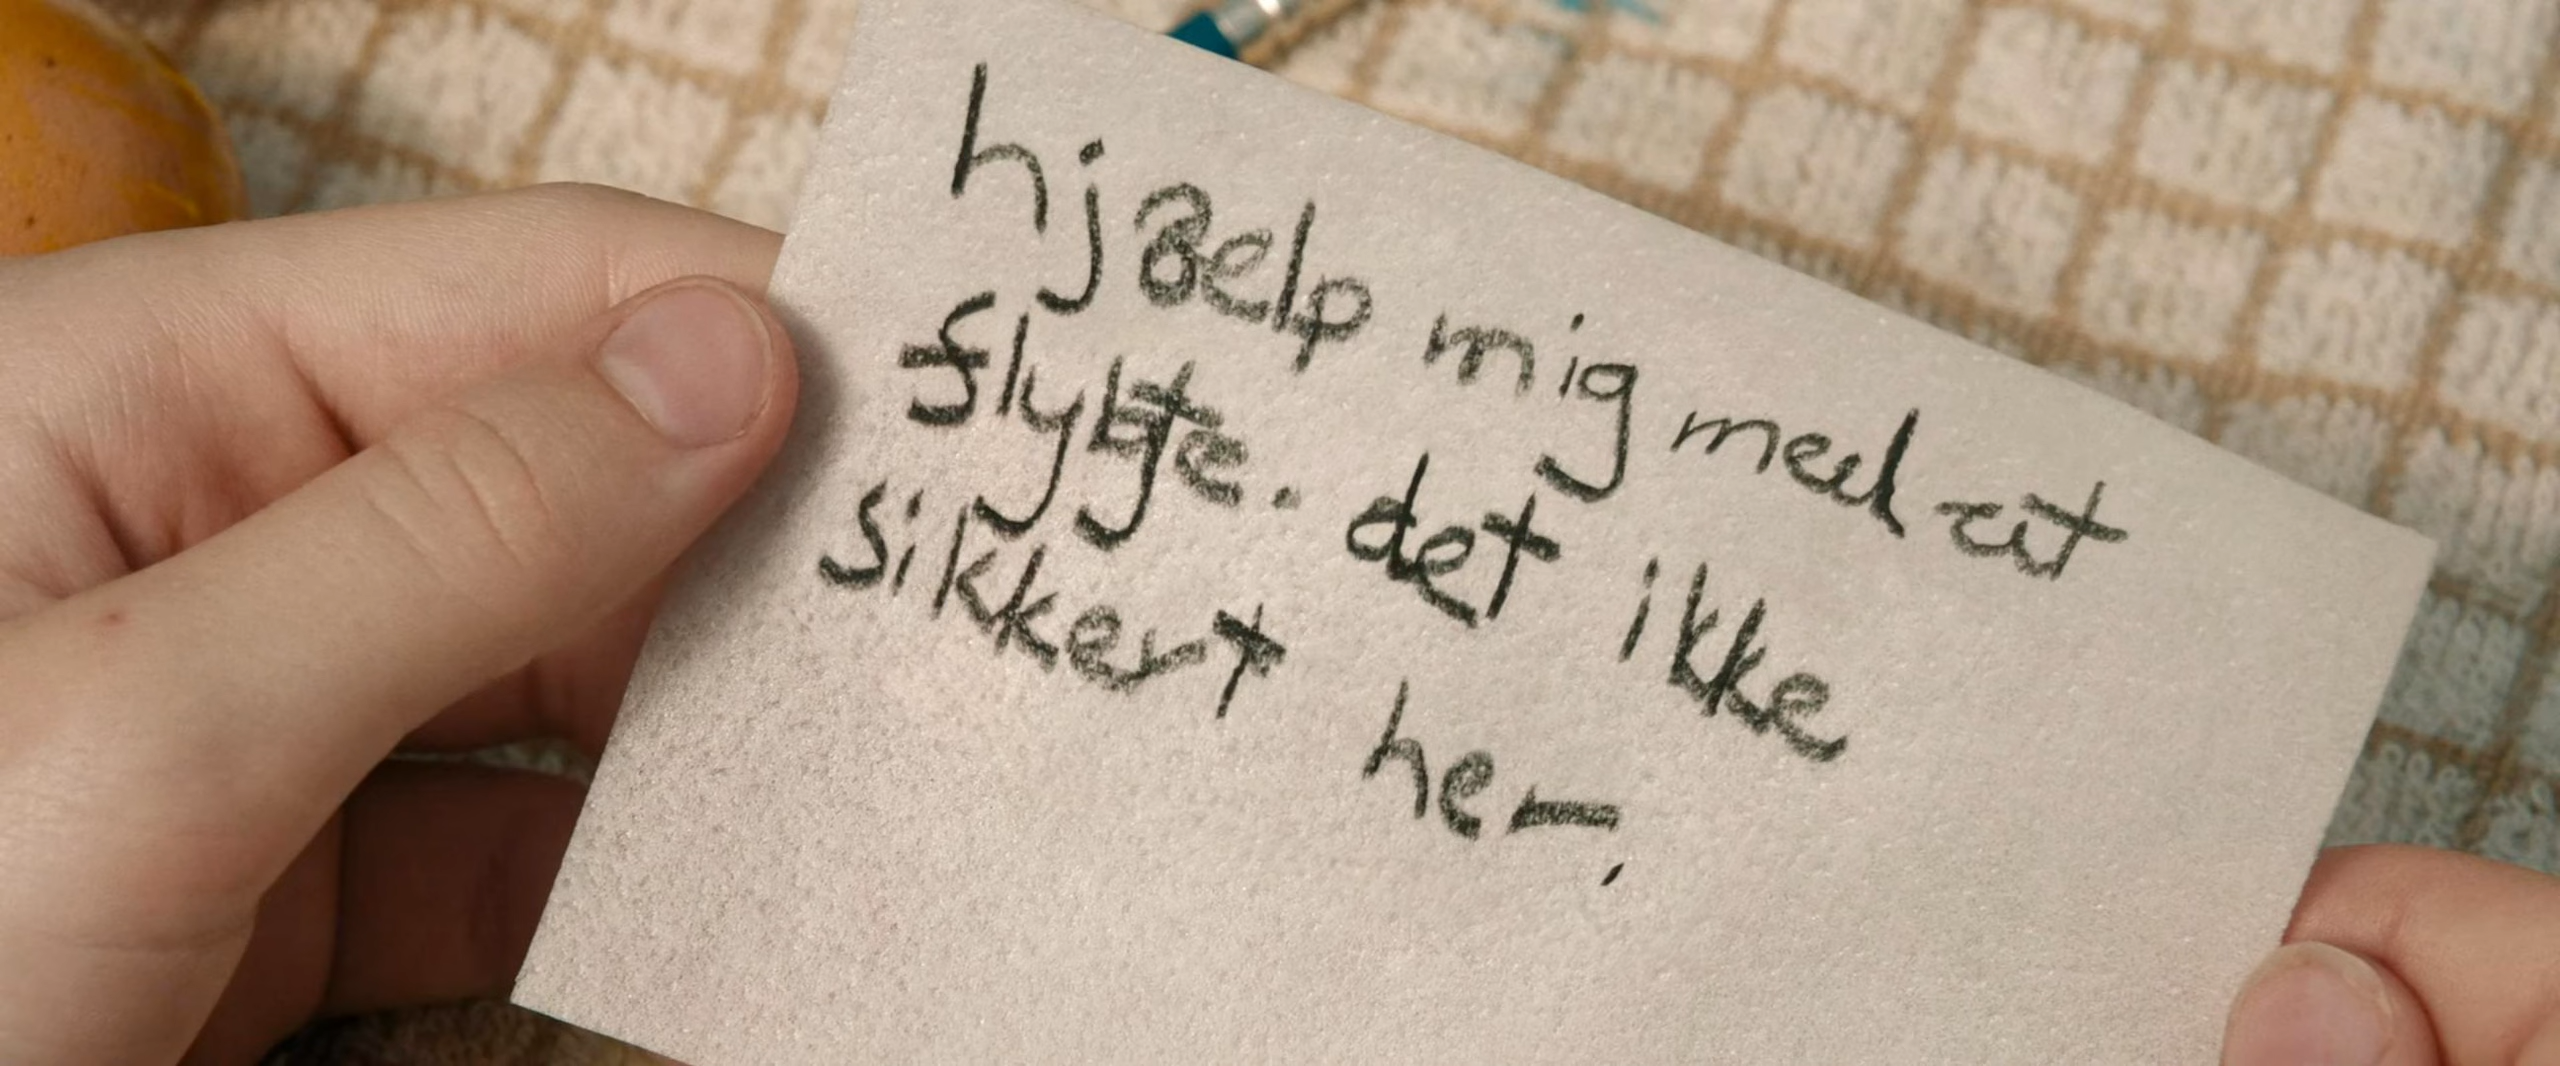 hjælp mig med at
flygte. det ikke
sikkert her.